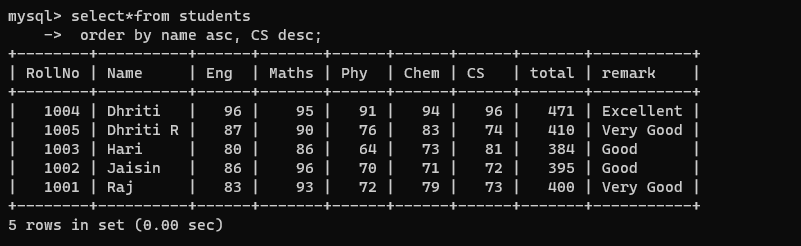 mysql> select*from students
    ->  order by name asc, CS desc;
+--------+----------+------+-------+------+------+------+-------+-----------+
| RollNo | Name     | Eng  | Maths | Phy  | Chem | CS   | total | remark    |
+--------+----------+------+-------+------+------+------+-------+-----------+
|   1004 | Dhriti   |   96 |    95 |   91 |   94 |   96 |   471 | Excellent |
|   1005 | Dhriti R |   87 |    90 |   76 |   83 |   74 |   410 | Very Good |
|   1003 | Hari     |   80 |    86 |   64 |   73 |   81 |   384 | Good      |
|   1002 | Jaisin   |   86 |    96 |   70 |   71 |   72 |   395 | Good      |
|   1001 | Raj      |   83 |    93 |   72 |   79 |   73 |   400 | Very Good |
+--------+----------+------+-------+------+------+------+-------+-----------+
5 rows in set (0.00 sec)